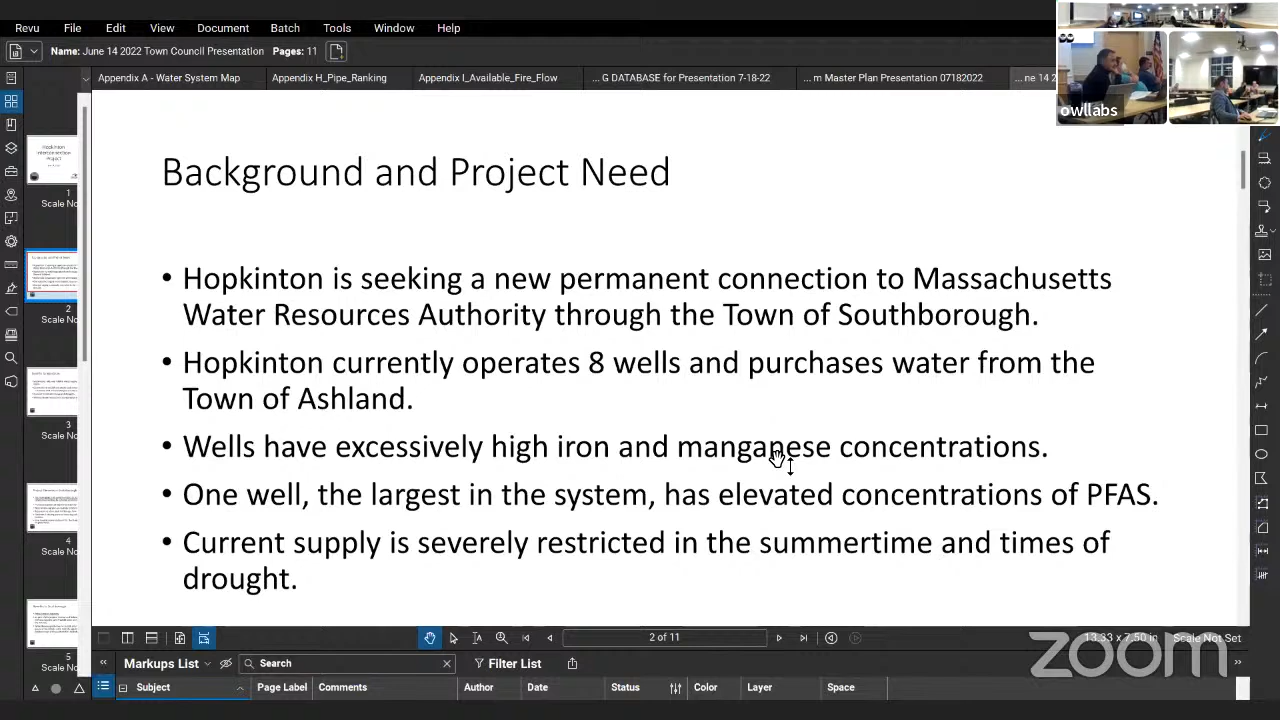 Revu File Edit View Document Batch Tools Window Help
Name: June 14 2022 Town Council Presentation Pages: 11
Appendix A - Water System Map Appendix H_Pipe_Ranking Appendix I_Available_Fire_Flow ... G DATABASE for Presentation 7-18-22 ... m Master Plan Presentation 07182022 ... ne 14 2
owllabs
Background and Project Need
• Hopkinton is seeking a new permanent connection to Massachusetts
Water Resources Authority through the Town of Southborough.
• Hopkinton currently operates 8 wells and purchases water from the
Town of Ashland.
• Wells have excessively high iron and manganese concentrations.
• One well, the largest in the system, has elevated concentrations of PFAS.
• Current supply is severely restricted in the summertime and times of
drought.
Hopkinton
Interconnection
Project
1
Scale No
2
Scale No
3
Scale No
4
Scale No
5
Scale No
2 of 11
13.33 x 7.50 in Scale Not Set
zoom
Markups List Search Filter List
Subject Page Label Comments Author Date Status Color Layer Space